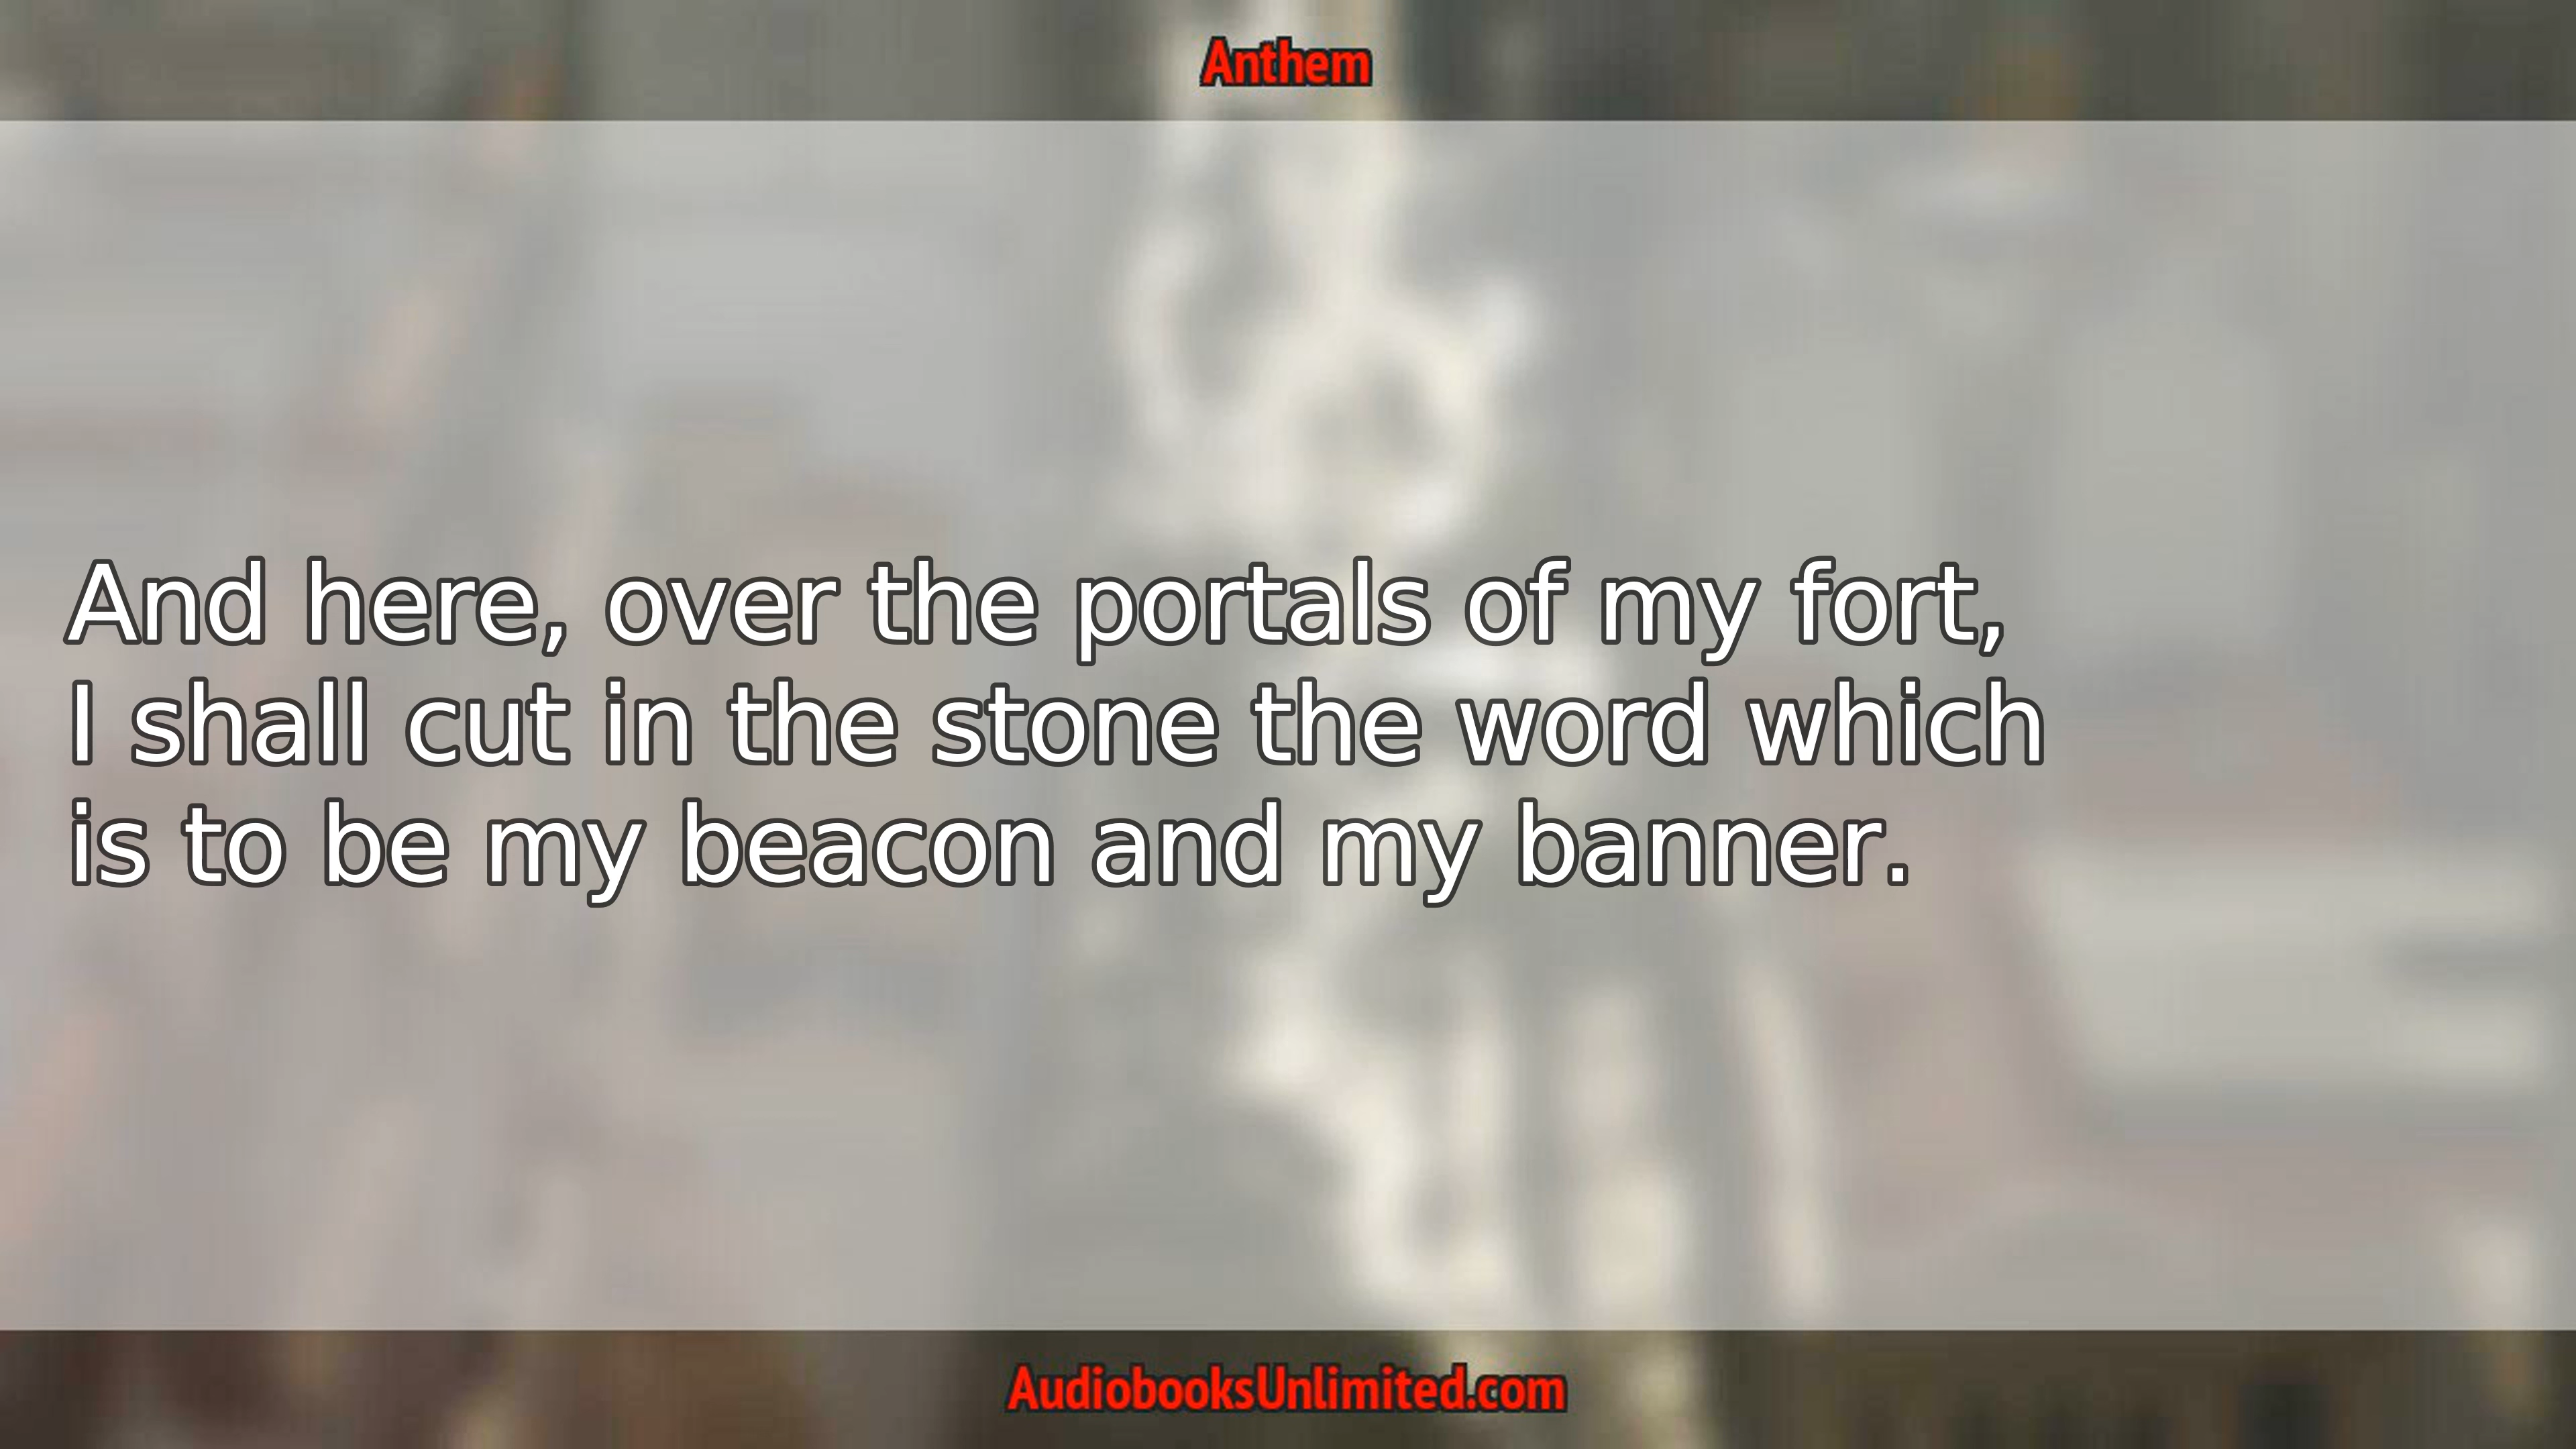 Anthem
And here, over the portals of my fort,
I shall cut in the stone the word which
is to be my beacon and my banner.
AudiobooksUnlimited.com